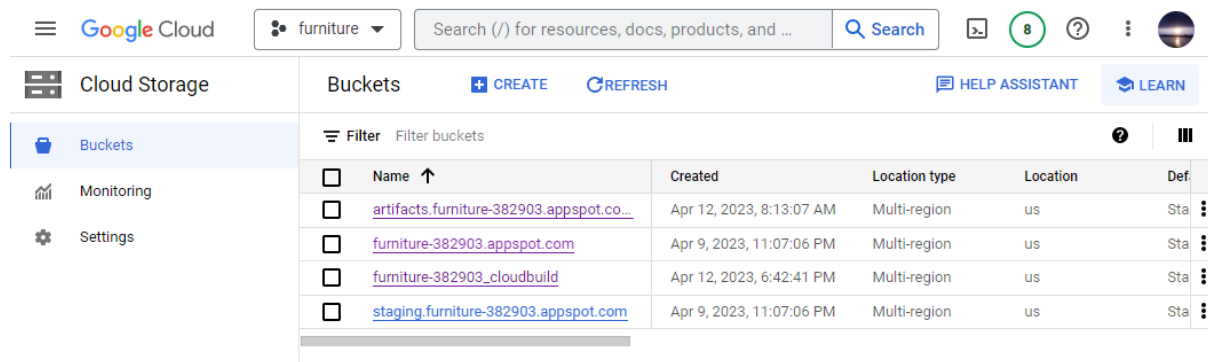 Google Cloud furniture Search (/) for resources, docs, products, and ... Search 8
Cloud Storage Buckets CREATE REFRESH HELP ASSISTANT LEARN
Buckets Filter Filter buckets
Name Created Location type Location Def
Monitoring
artifacts.furniture-382903.appspot.co... Apr 12, 2023, 8:13:07 AM Multi-region us Sta
Settings
furniture-382903.appspot.com Apr 9, 2023, 11:07:06 PM Multi-region us Sta
furniture-382903_cloudbuild Apr 12, 2023, 6:42:41 PM Multi-region us Sta
staging.furniture-382903.appspot.com Apr 9, 2023, 11:07:06 PM Multi-region us Sta